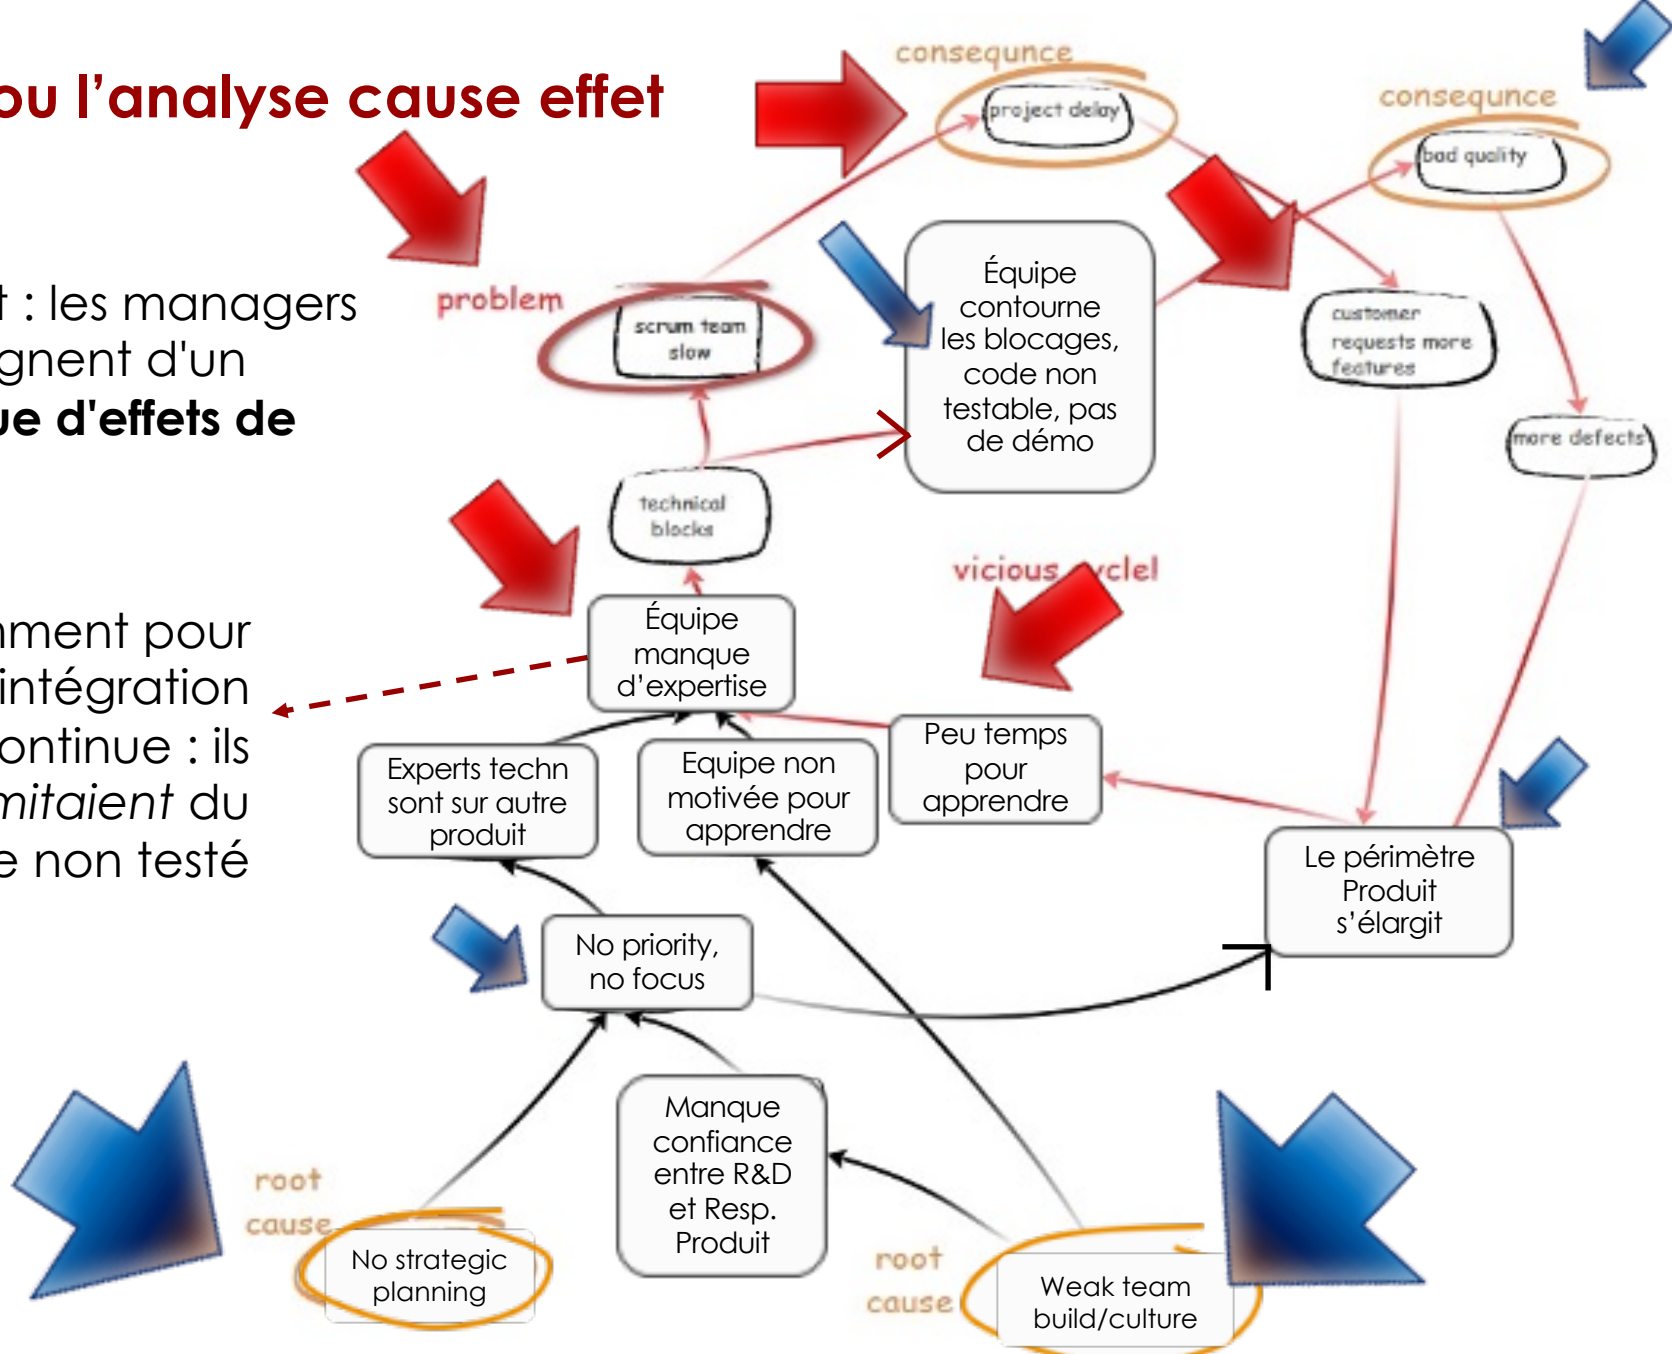 ou l’analyse cause effet
t : les managers
gnent d'un
ue d'effets de
nment pour
intégration
ontinue : ils
mitaient du
e non testé
consequnce
project delay
consequnce
bad quality
problem
scrum team
slow
Équipe
contourne
les blocages,
code non
testable, pas
de démo
customer
requests more
features
more defects
technical
blocks
vicious
ycle!
Équipe
manque
d’expertise
Experts techn
sont sur autre
produit
Equipe non
motivée pour
apprendre
Peu temps
pour
apprendre
Le périmètre
Produit
s’élargit
No priority,
no focus
Manque
confiance
entre R&D
et Resp.
Produit
root
cause
No strategic
planning
root
cause
Weak team
build/culture